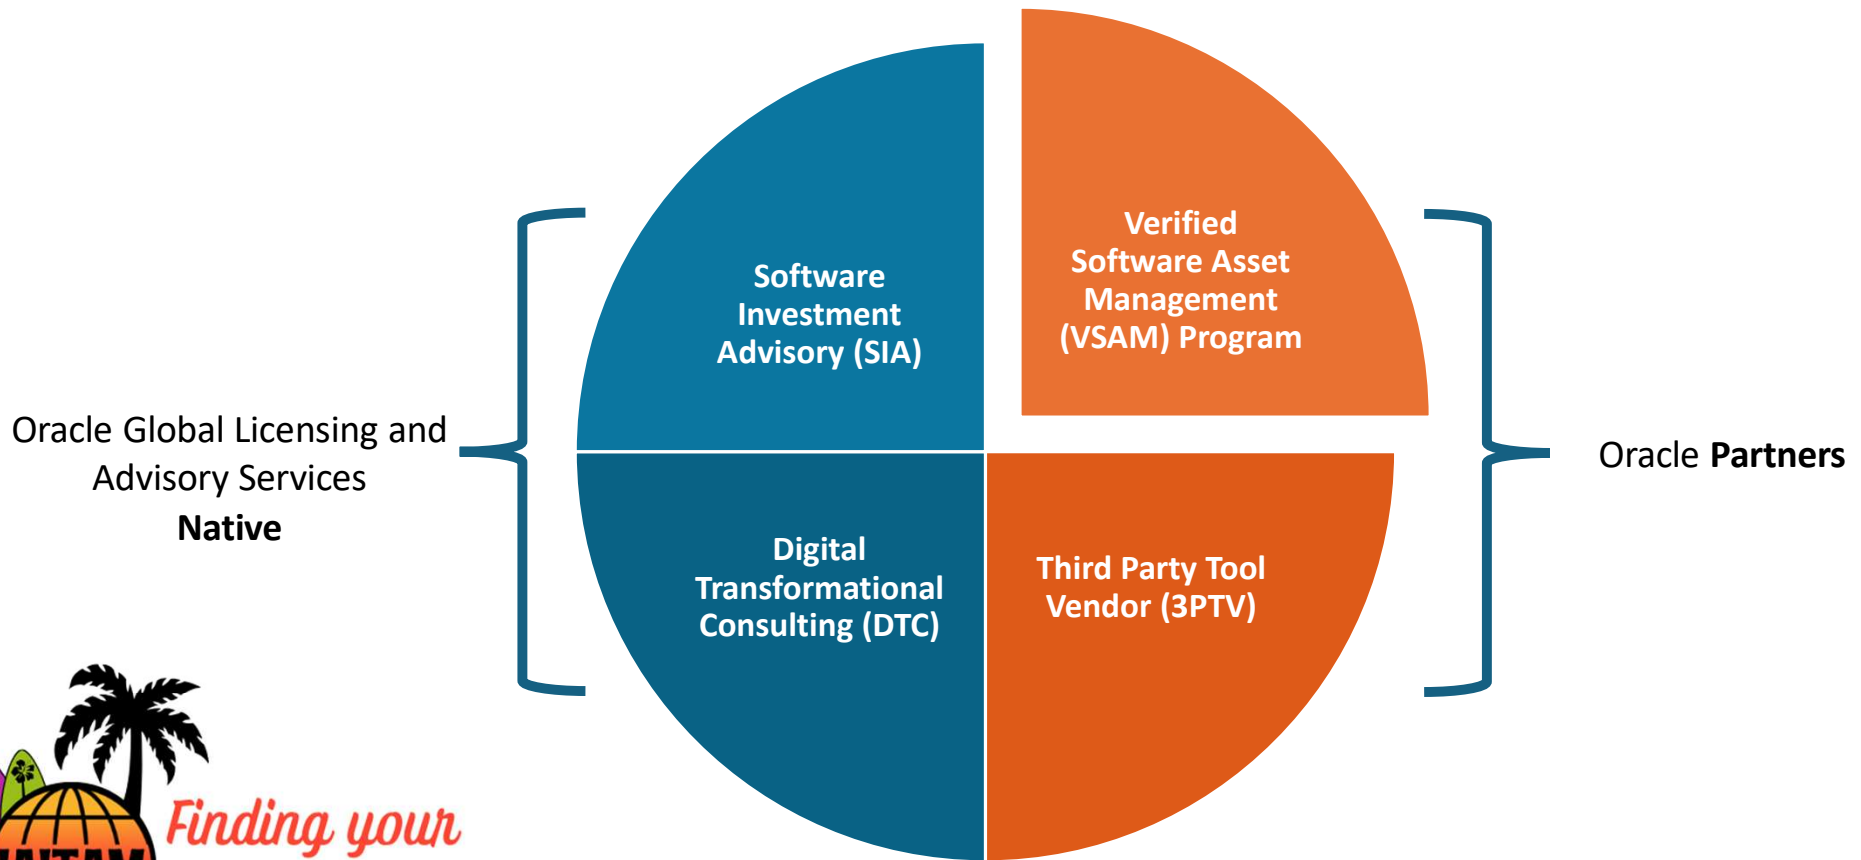 Software
Investment
Advisory (SIA)
Verified
Software Asset
Management
(VSAM) Program
Oracle Global Licensing and
Advisory Services
Native
Oracle Partners
Digital
Transformational
Consulting (DTC)
Third Party Tool
Vendor (3PTV)
Finding your